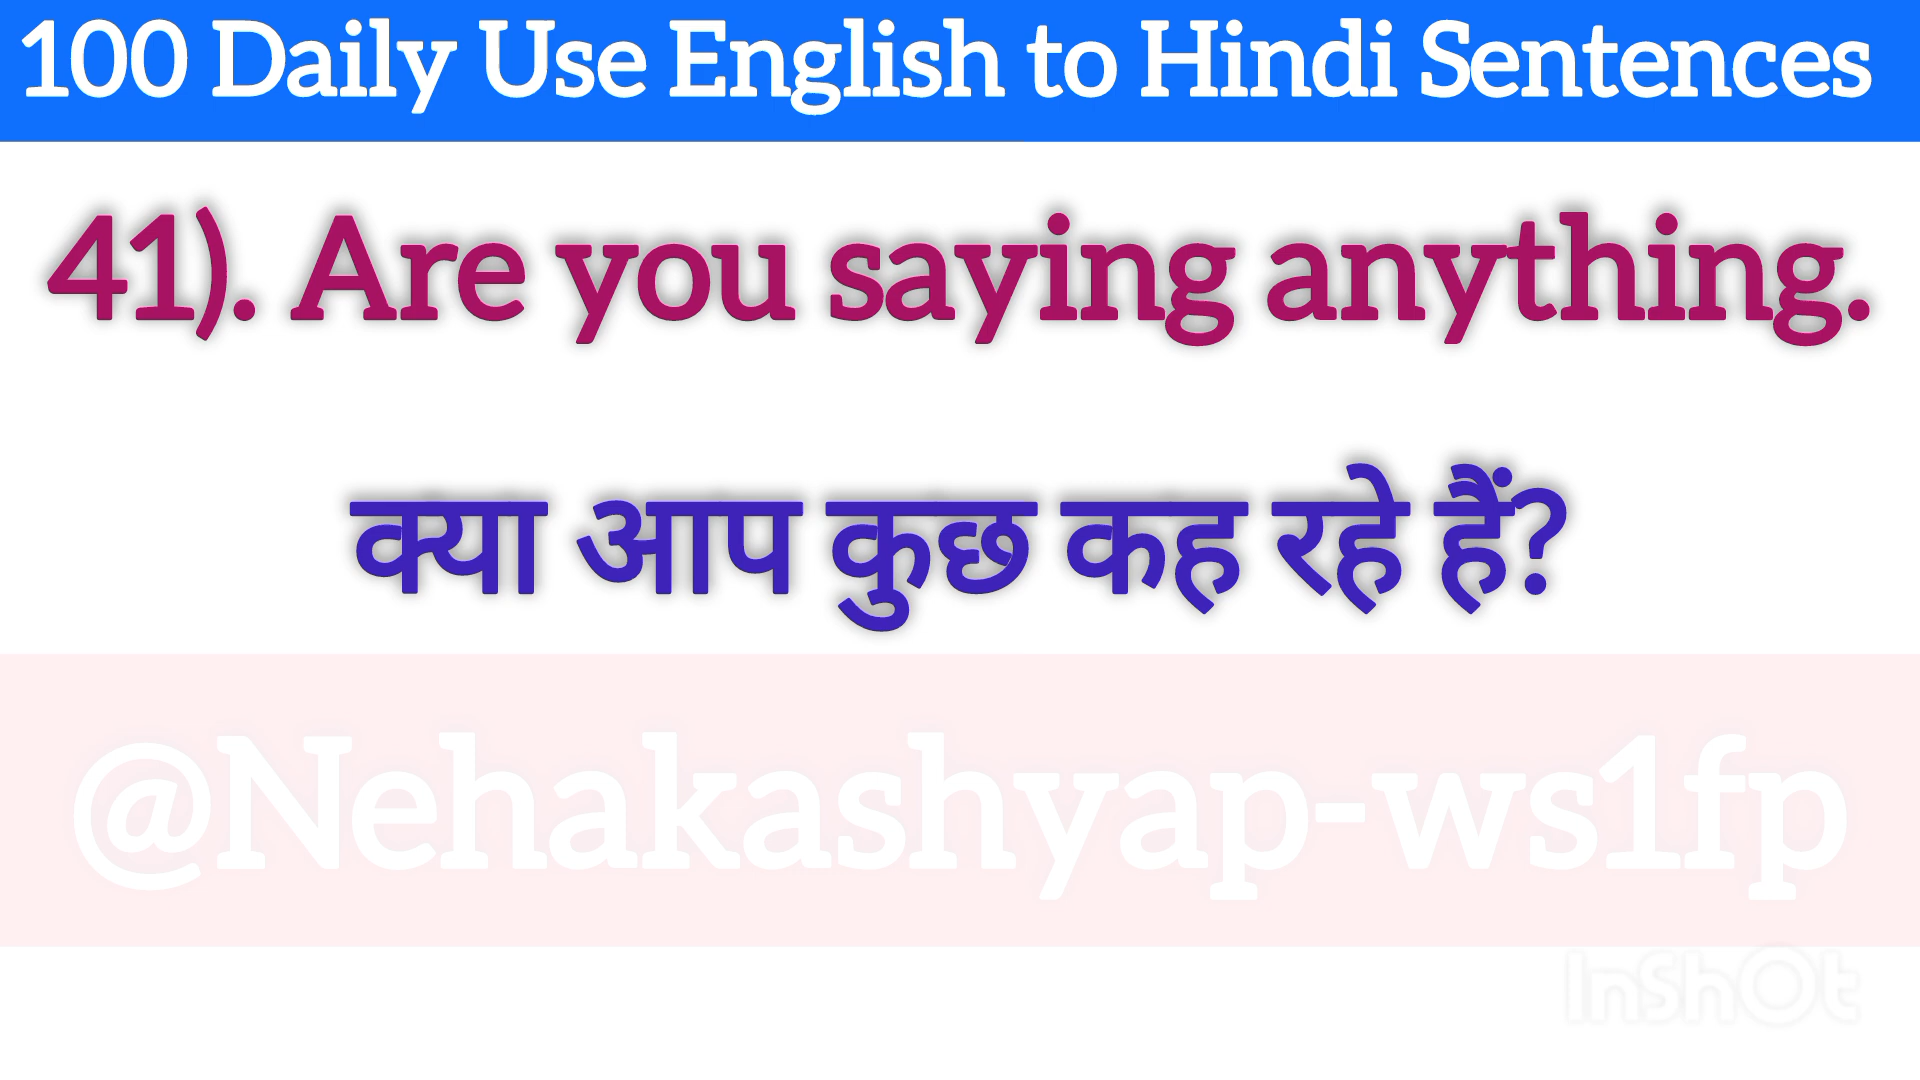 100 Daily Use English to Hindi Sentences
41). Are you saying anything.
क्या आप कुछ कह रहे हैं?
@Nehakashyap-ws1fp
InShOt